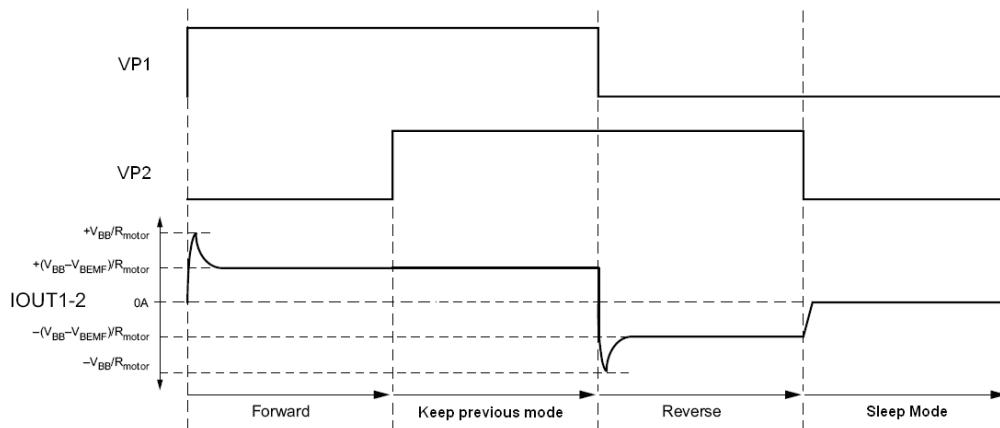 VP1
VP2
+VBB/Rmotor
+(VBB–VBEMF)/Rmotor
IOUT1-2
0A
–(VBB–VBEMF)/Rmotor
–VBB/Rmotor
Forward
Keep previous mode
Reverse
Sleep Mode